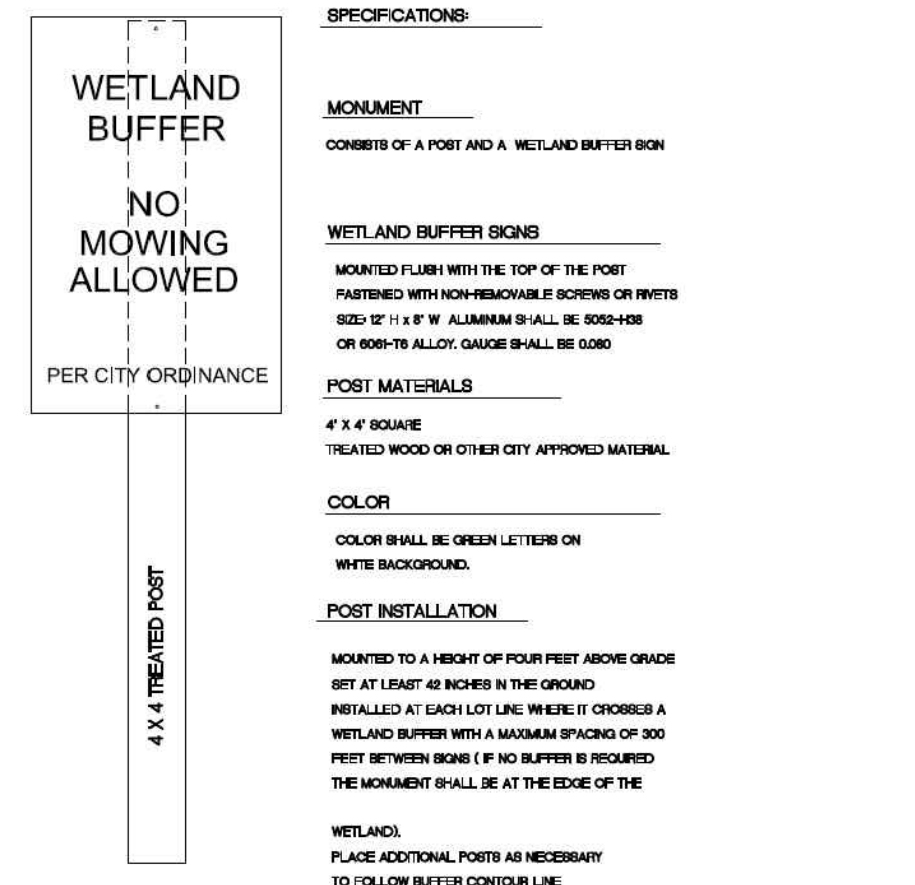 WETLAND
BUFFER
NO
MOWING
ALLOWED
PER CITY ORDINANCE
4 X 4 TREATED POST
SPECIFICATIONS:
MONUMENT
CONSISTS OF A POST AND A WETLAND BUFFER SIGN
WETLAND BUFFER SIGNS
MOUNTED FLUSH WITH THE TOP OF THE POST
FASTENED WITH NON-REMOVABLE SCREWS OR RIVETS
SIZE: 12" H x 8" W ALUMINUM SHALL BE 5052-H38
OR 6061-T6 ALLOY. GAUGE SHALL BE 0.080
POST MATERIALS
4" X 4" SQUARE
TREATED WOOD OR OTHER CITY APPROVED MATERIAL
COLOR
COLOR SHALL BE GREEN LETTERS ON
WHITE BACKGROUND.
POST INSTALLATION
MOUNTED TO A HEIGHT OF FOUR FEET ABOVE GRADE
SET AT LEAST 42 INCHES IN THE GROUND
INSTALLED AT EACH LOT LINE WHERE IT CROSSES A
WETLAND BUFFER WITH A MAXIMUM SPACING OF 300
FEET BETWEEN SIGNS ( IF NO BUFFER IS REQUIRED
THE MONUMENT SHALL BE AT THE EDGE OF THE
WETLAND).
PLACE ADDITIONAL POSTS AS NECESSARY
TO FOLLOW BUFFER CONTOUR LINE